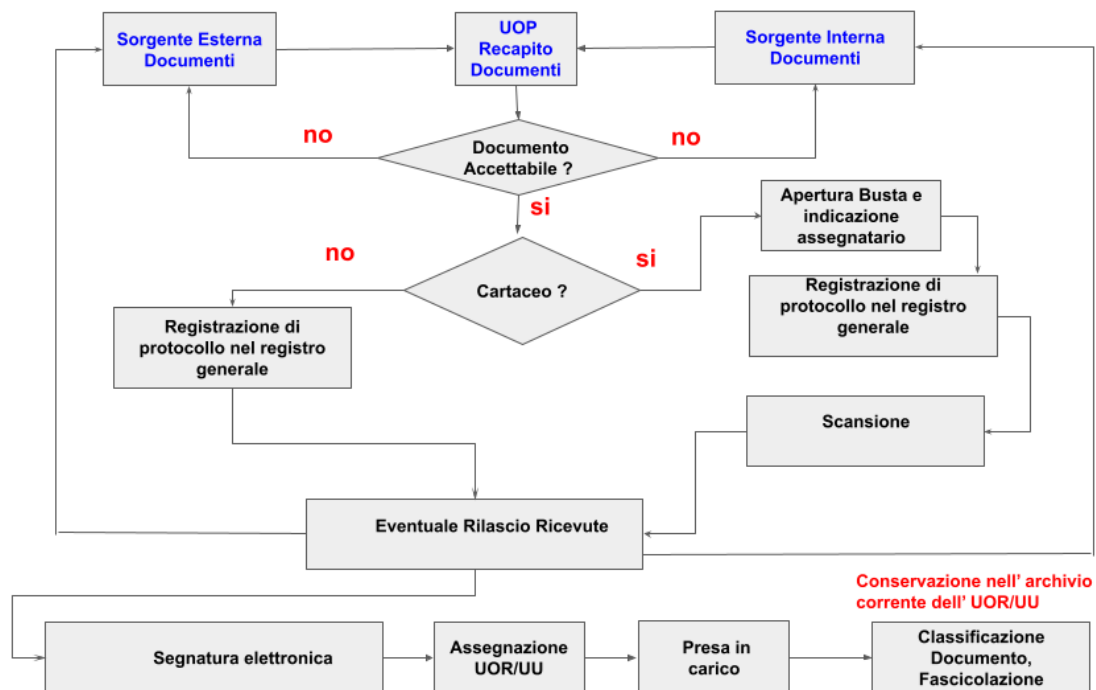 Sorgente Esterna
Documenti
UOP
Recapito
Documenti
Sorgente Interna
Documenti
no
Documento
Accettabile ?
no
si
Apertura Busta e
indicazione
assegnatario
no
Cartaceo ?
si
Registrazione di
protocollo nel registro
generale
Registrazione di
protocollo nel registro
generale
Scansione
Eventuale Rilascio Ricevute
Conservazione nell' archivio
corrente dell' UOR/UU
Segnatura elettronica
Assegnazione
UOR/UU
Presa in
carico
Classificazione
Documento,
Fascicolazione